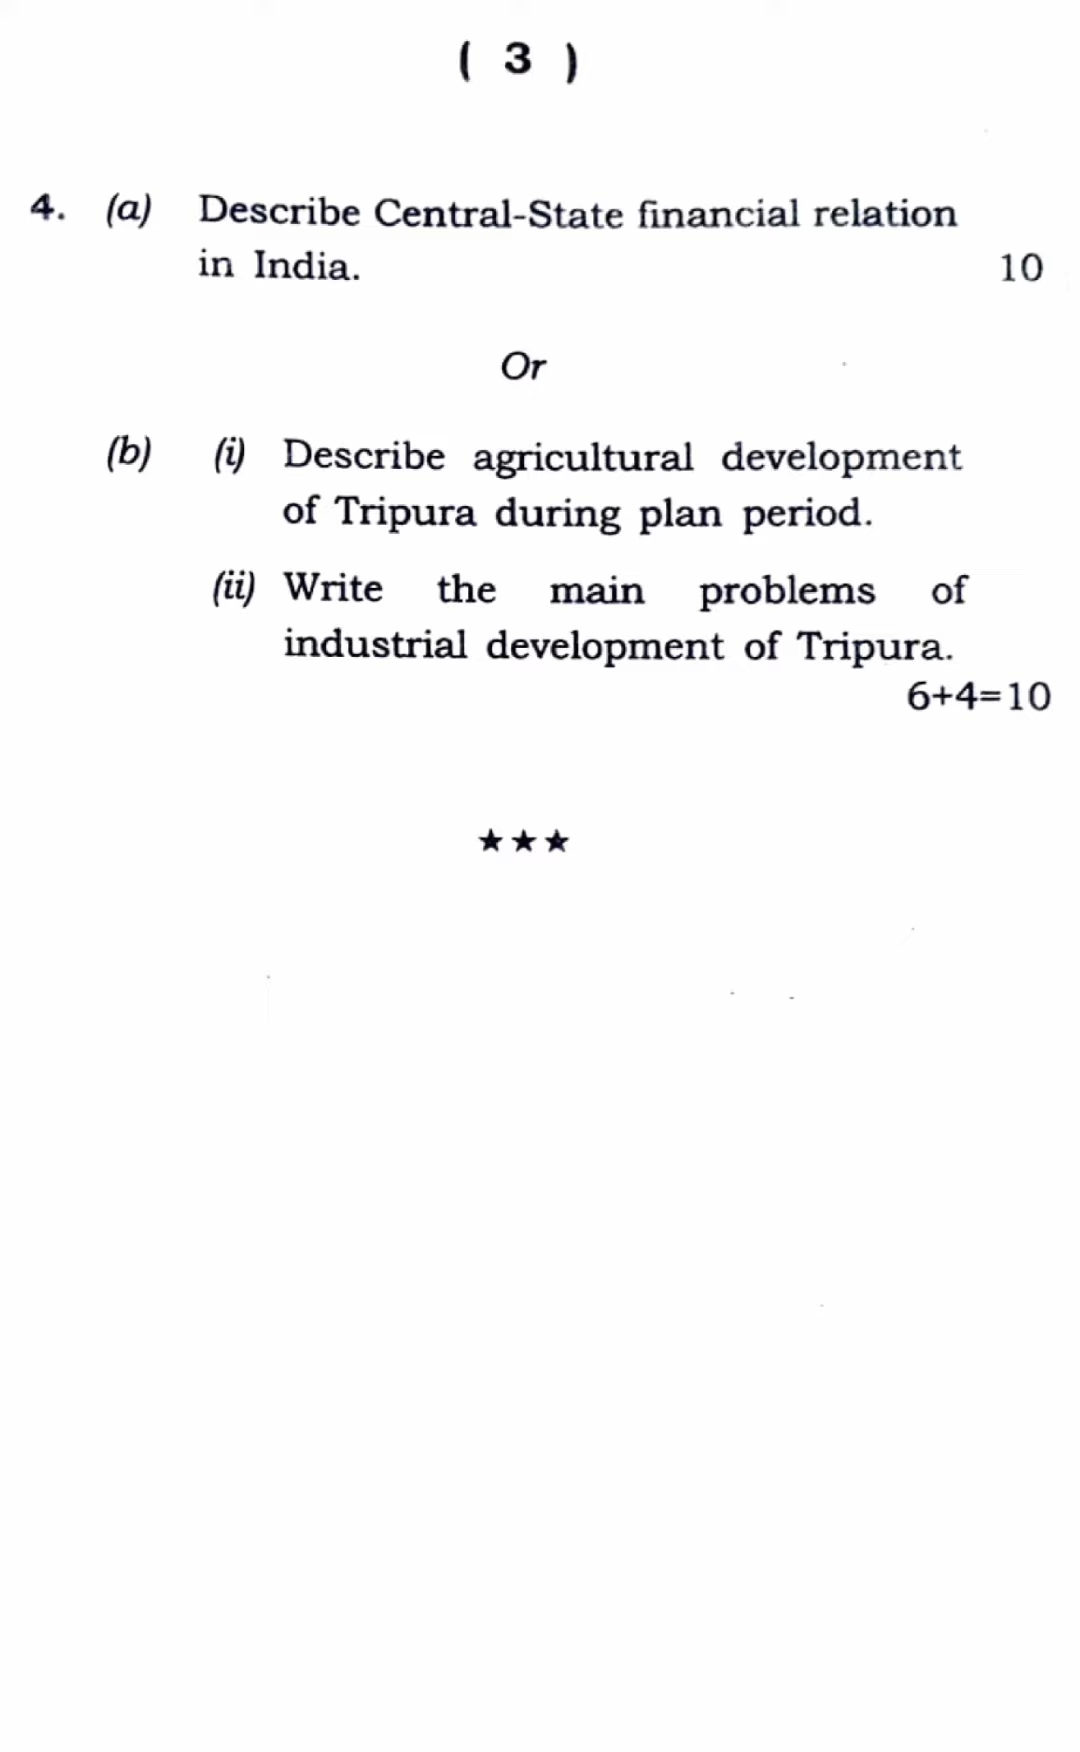 ( 3 )
4. (a) Describe Central-State financial relation
in India. 10
Or
(b) (i) Describe agricultural development
of Tripura during plan period.
(ii) Write the main problems of
industrial development of Tripura.
6+4=10
★★★